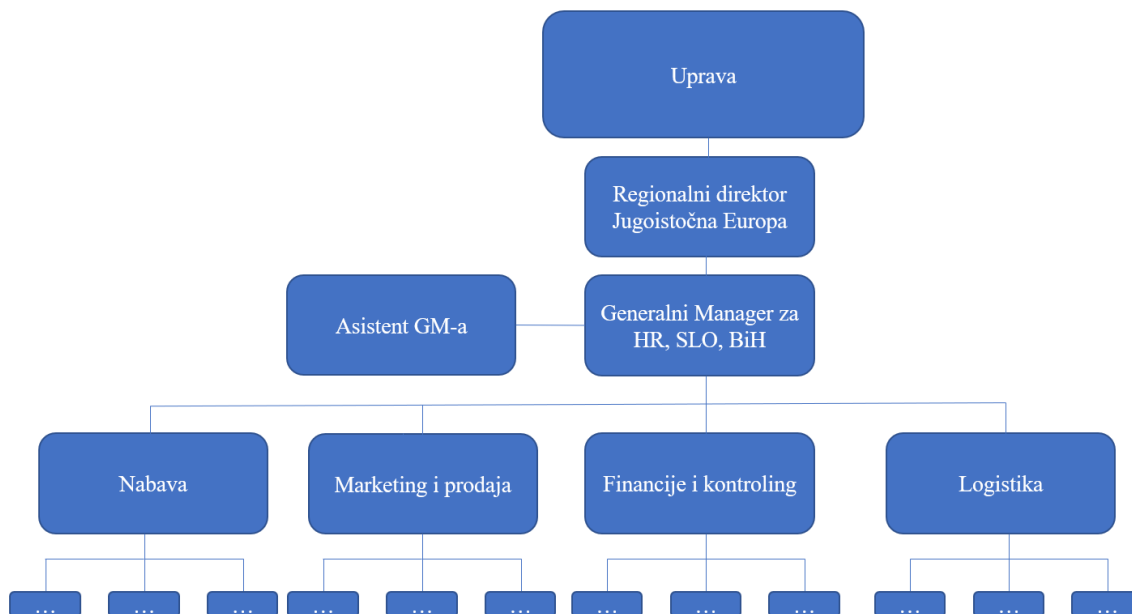 Uprava
Regionalni direktor
Jugoistočna Europa
Asistent GM-a
Generalni Manager za
HR, SLO, BiH
Nabava
Marketing i prodaja
Financije i kontroling
Logistika
...
...
...
...
...
...
...
...
...
...
...
...